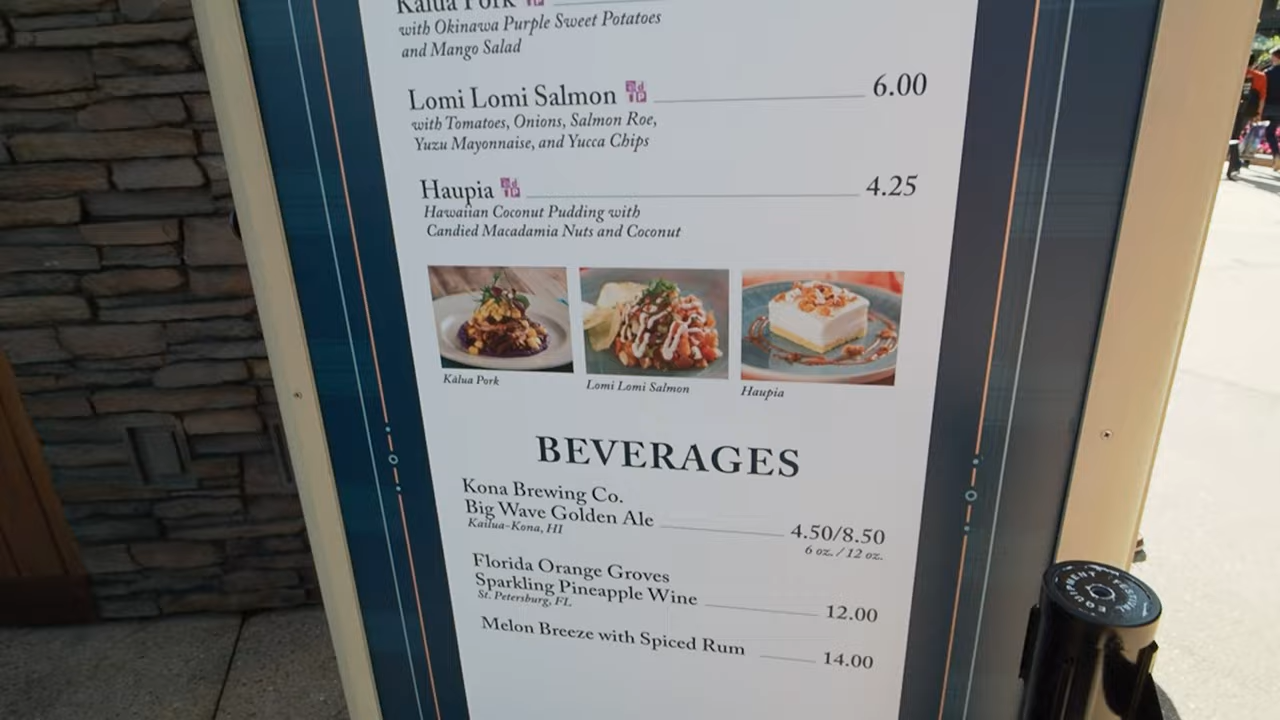 Kālua Pork
with Okinawa Purple Sweet Potatoes
and Mango Salad
Lomi Lomi Salmon 6.00
with Tomatoes, Onions, Salmon Roe,
Yuzu Mayonnaise, and Yucca Chips
Haupia 4.25
Hawaiian Coconut Pudding with
Candied Macadamia Nuts and Coconut
Kālua Pork
Lomi Lomi Salmon
Haupia
BEVERAGES
Kona Brewing Co.
Big Wave Golden Ale 4.50/8.50
Kailua-Kona, HI 6 oz. / 12 oz.
Florida Orange Groves
Sparkling Pineapple Wine 12.00
St. Petersburg, FL
Melon Breeze with Spiced Rum 14.00
EQUIPMENT